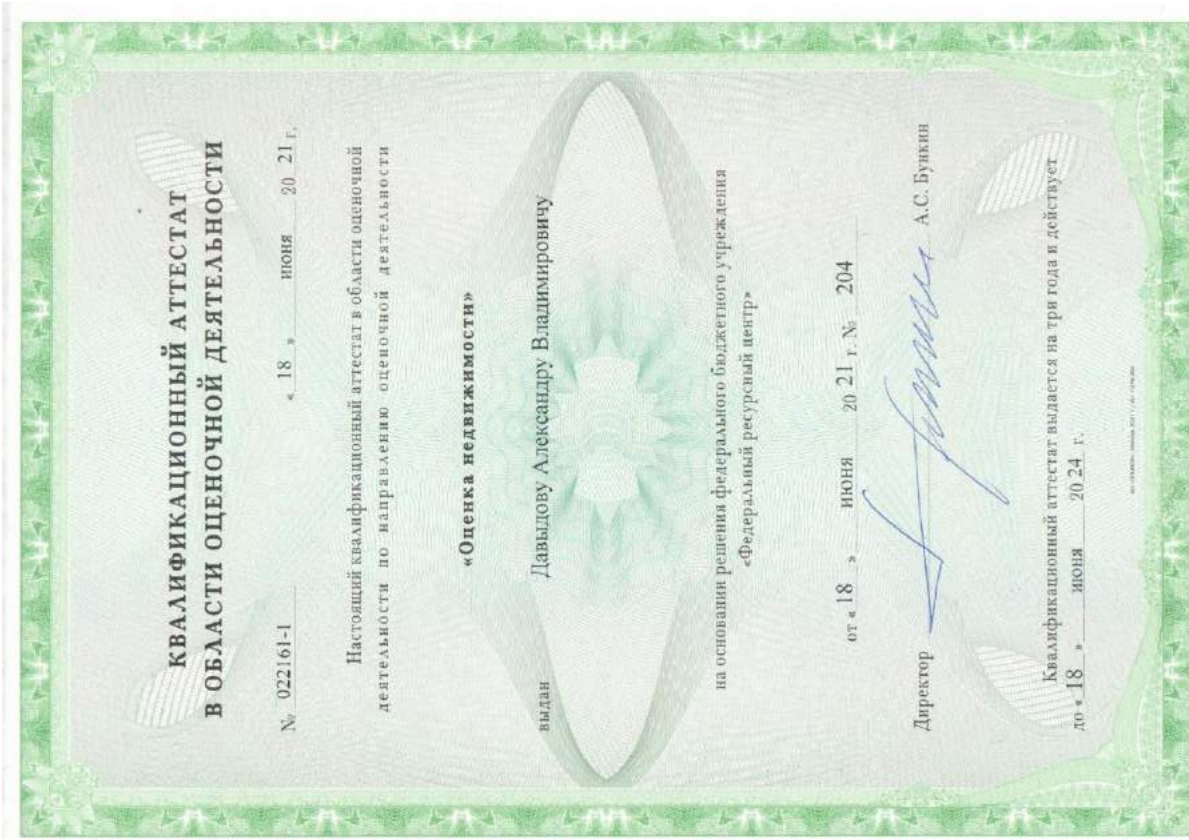 КВАЛИФИКАЦИОННЫЙ АТТЕСТАТ
В ОБЛАСТИ ОЦЕНОЧНОЙ ДЕЯТЕЛЬНОСТИ
№ 022161-1 « 18 » июня 20 21 г.
Настоящий квалификационный аттестат в области оценочной
деятельности по направлению оценочной деятельности
«Оценка недвижимости»
выдан Давыдову Александру Владимировичу
на основании решения федерального бюджетного учреждения
«Федеральный ресурсный центр»
от « 18 » июня 20 21 г. № 204
Директор А.С. Бункин
Квалификационный аттестат выдается на три года и действует
до « 18 » июня 20 24 г.